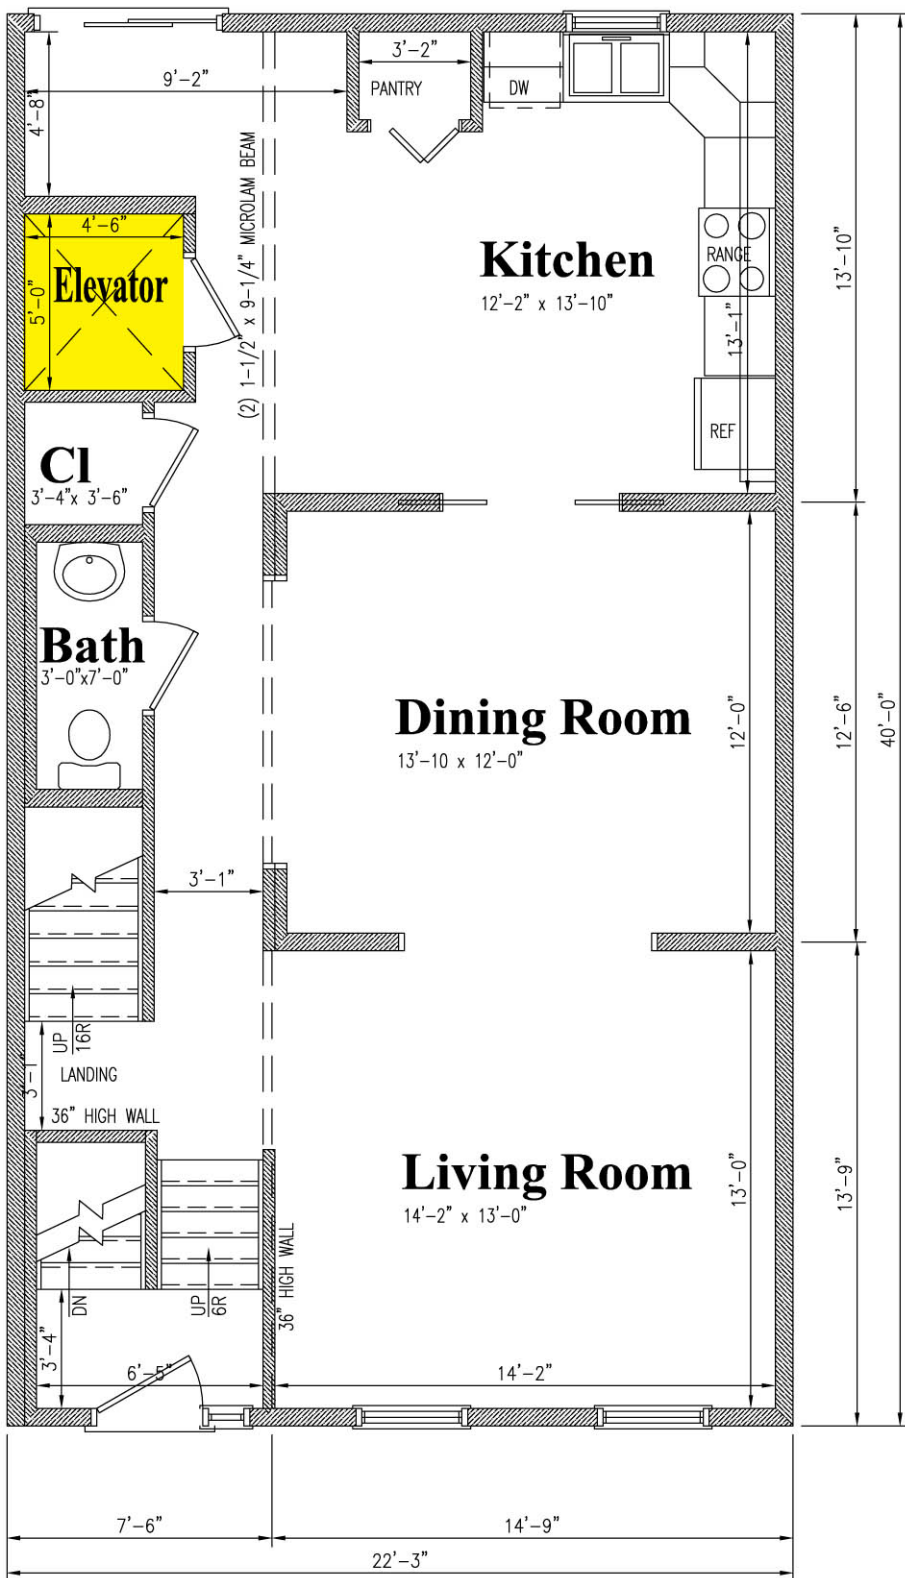 3'-2"
9'-2"
PANTRY
DW
4'-8"
(2) 1-1/2" x 9-1/4" MICROLAM BEAM
4'-6"
Elevator
5'-0"
Kitchen
12'-2" x 13'-10"
RANGE
13'-1"
13'-10"
REF
Cl
3'-4"x 3'-6"
Bath
3'-0"x7'-0"
Dining Room
13'-10 x 12'-0"
12'-0"
12'-6"
40'-0"
3'-1"
UP
16R
3'-1"
LANDING
36" HIGH WALL
Living Room
14'-2" x 13'-0"
13'-0"
13'-9"
36" HIGH WALL
DN
UP
6R
3'-4"
6'-5"
14'-2"
7'-6"
14'-9"
22'-3"